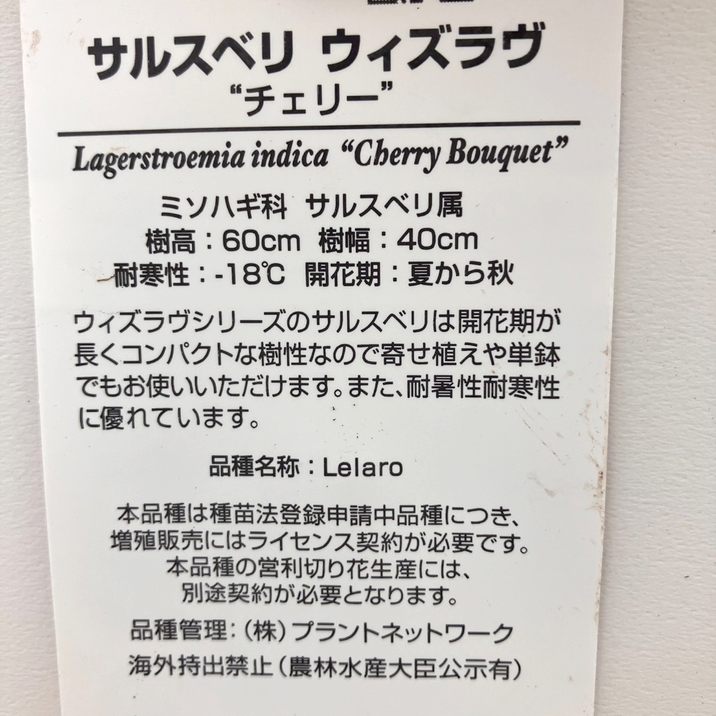 サルスベリ ウィズラヴ
“チェリー”
Lagerstroemia indica “Cherry Bouquet”
ミソハギ科 サルスベリ属
樹高：60cm 樹幅：40cm
耐寒性：-18℃ 開花期：夏から秋
ウィズラヴシリーズのサルスベリは開花期が
長くコンパクトな樹性なので寄せ植えや単鉢
でもお使いいただけます。また、耐暑性耐寒性
に優れています。
品種名称：Lelaro
本品種は種苗法登録申請中品種につき、
増殖販売にはライセンス契約が必要です。
本品種の営利切り花生産には、
別途契約が必要となります。
品種管理：（株）プラントネットワーク
海外持出禁止（農林水産大臣公示有）